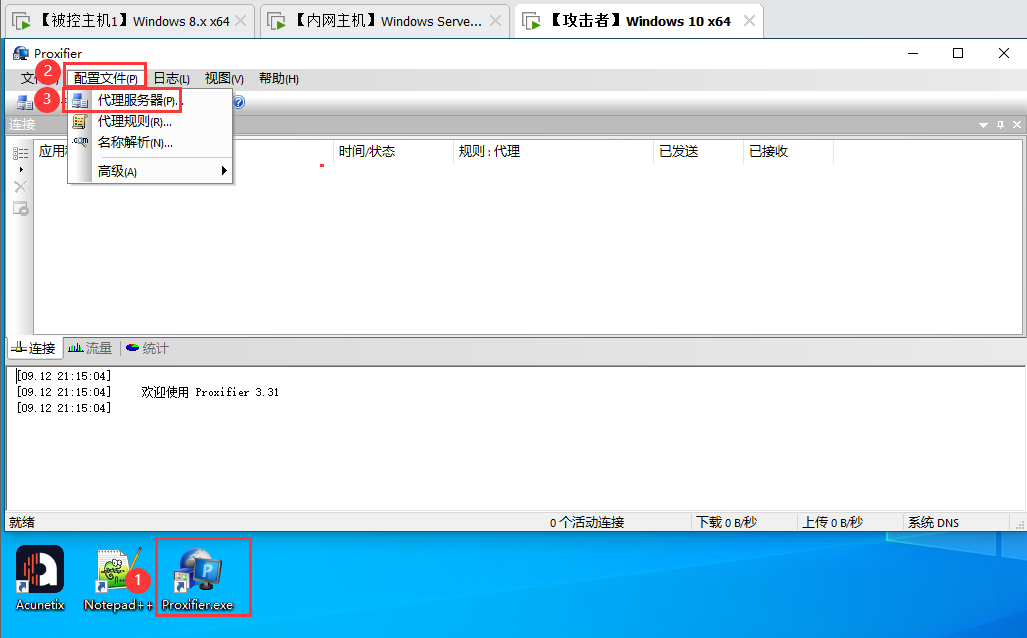 【被控主机1】Windows 8.x x64
【内网主机】Windows Serve...
【攻击者】Windows 10 x64
Proxifier
2
配置文件(P)
日志(L)
视图(V)
帮助(H)
3
代理服务器(P)...
连接
代理规则(R)...
.com
名称解析(N)...
高级(A)
时间/状态
规则 : 代理
已发送
已接收
连接
流量
统计
[09.12 21:15:04]
[09.12 21:15:04] 欢迎使用 Proxifier 3.31
[09.12 21:15:04]
就绪
0 个活动连接
下载 0 B/秒
上传 0 B/秒
系统 DNS
1
Acunetix
Notepad++
Proxifier.exe